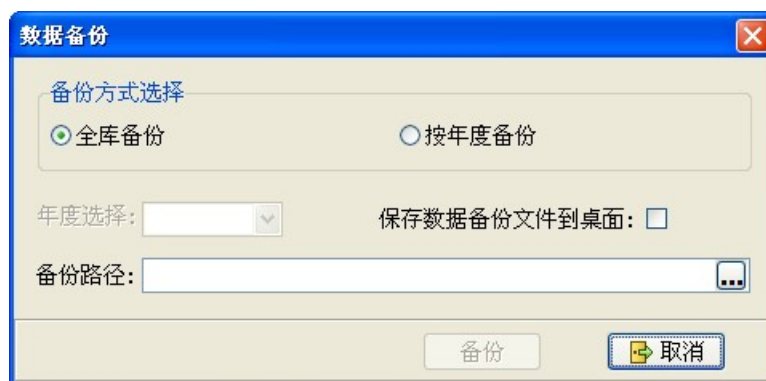 数据备份
备份方式选择
全库备份 按年度备份
年度选择: 保存数据备份文件到桌面:
备份路径: ...
备份 取消